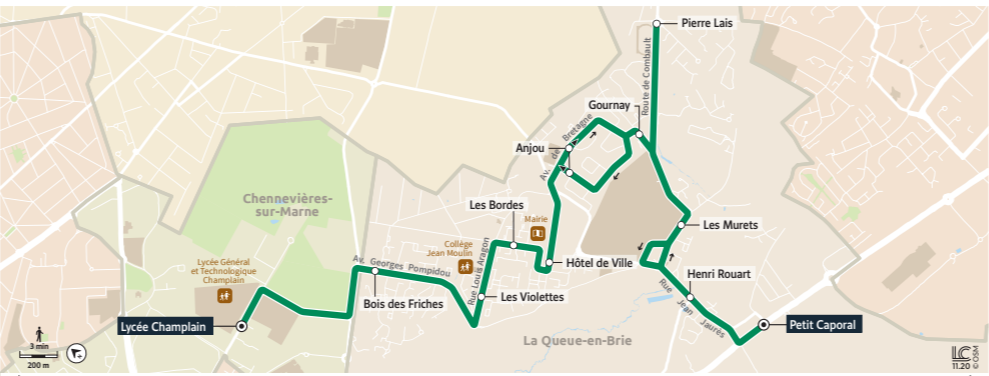 Pierre Lais
Route de Combault
Gournay
Av. de Bretagne
Anjou
Chennevières-
sur-Marne
Les Bordes
Mairie
Les Murets
Collège
Jean Moulin
Lycée Général
et Technologique
Champlain
Av. Georges Pompidou
Rue Louis Aragon
Hôtel de Ville
Henri Rouart
Bois des Friches
Les Violettes
Rue Jean Jaurès
Lycée Champlain
Petit Caporal
La Queue-en-Brie
3 min
200 m
LC
11.20 © OSM